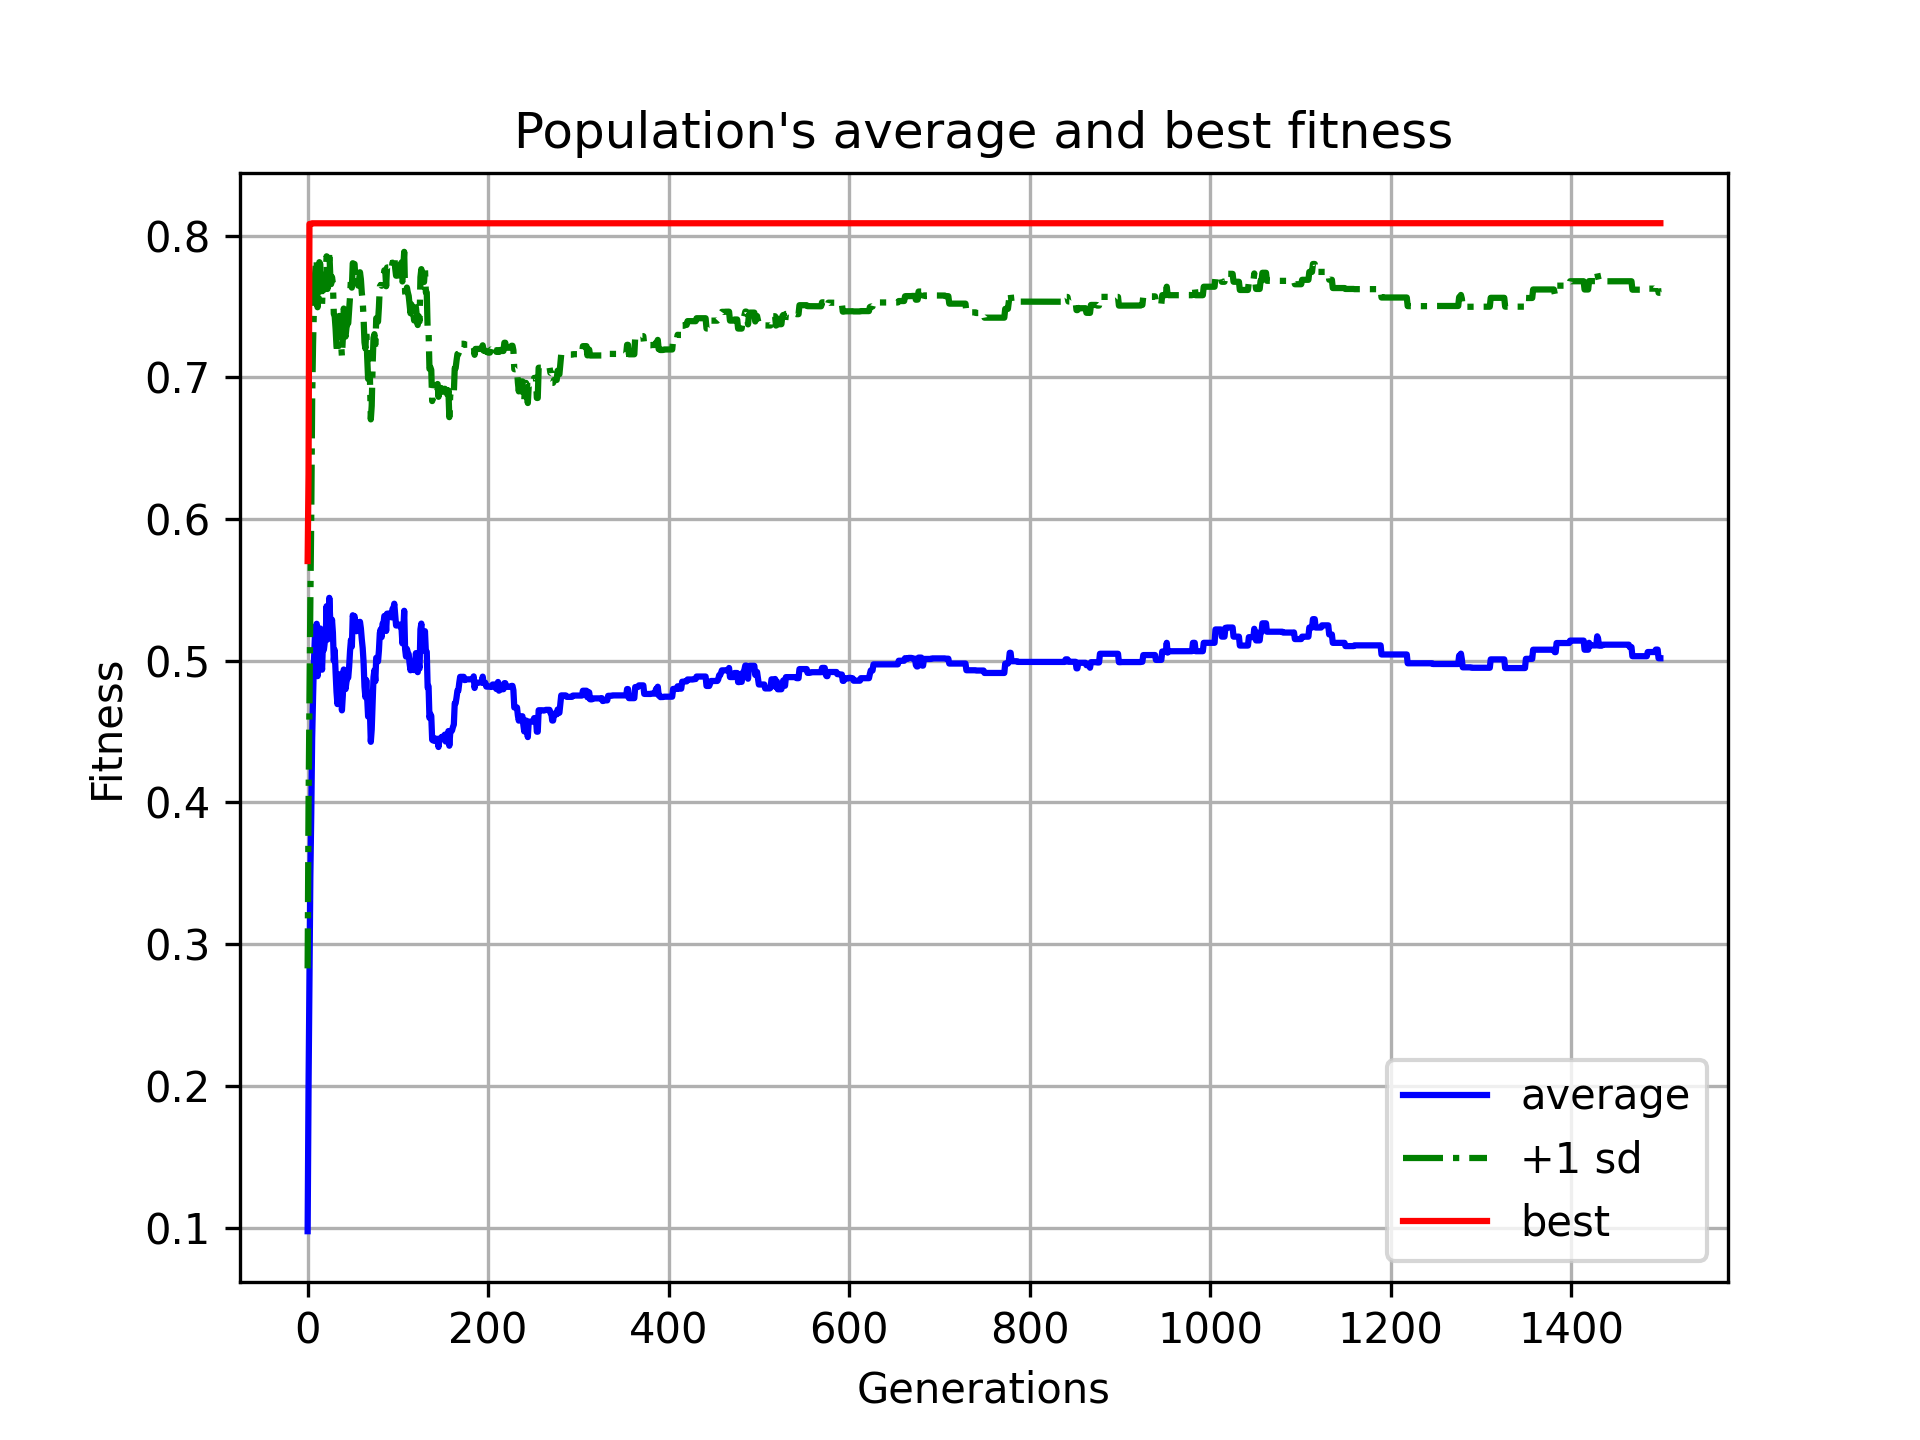 Population's average and best fitness
0.8
0.7
0.6
0.5
0.4
0.3
0.2
0.1
Fitness
0 200 400 600 800 1000 1200 1400
Generations
average
+1 sd
best